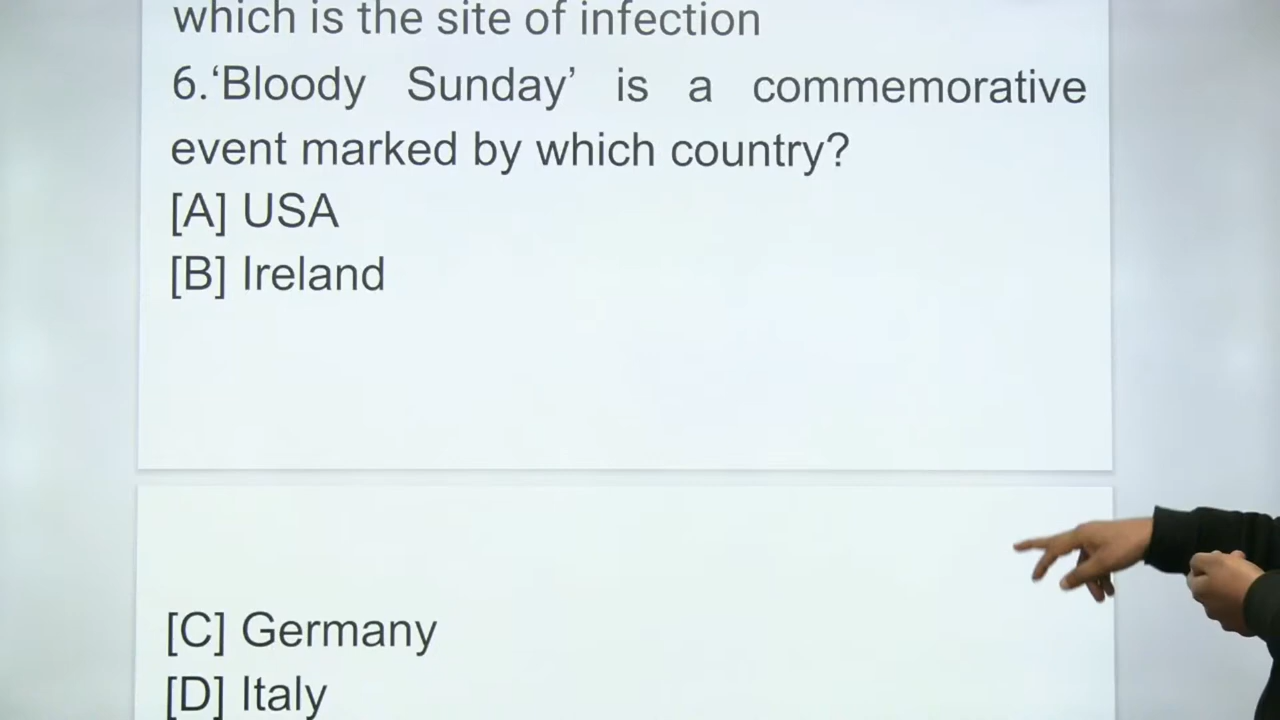 which is the site of infection
6.‘Bloody Sunday’ is a commemorative
event marked by which country?
[A] USA
[B] Ireland
[C] Germany
[D] Italy